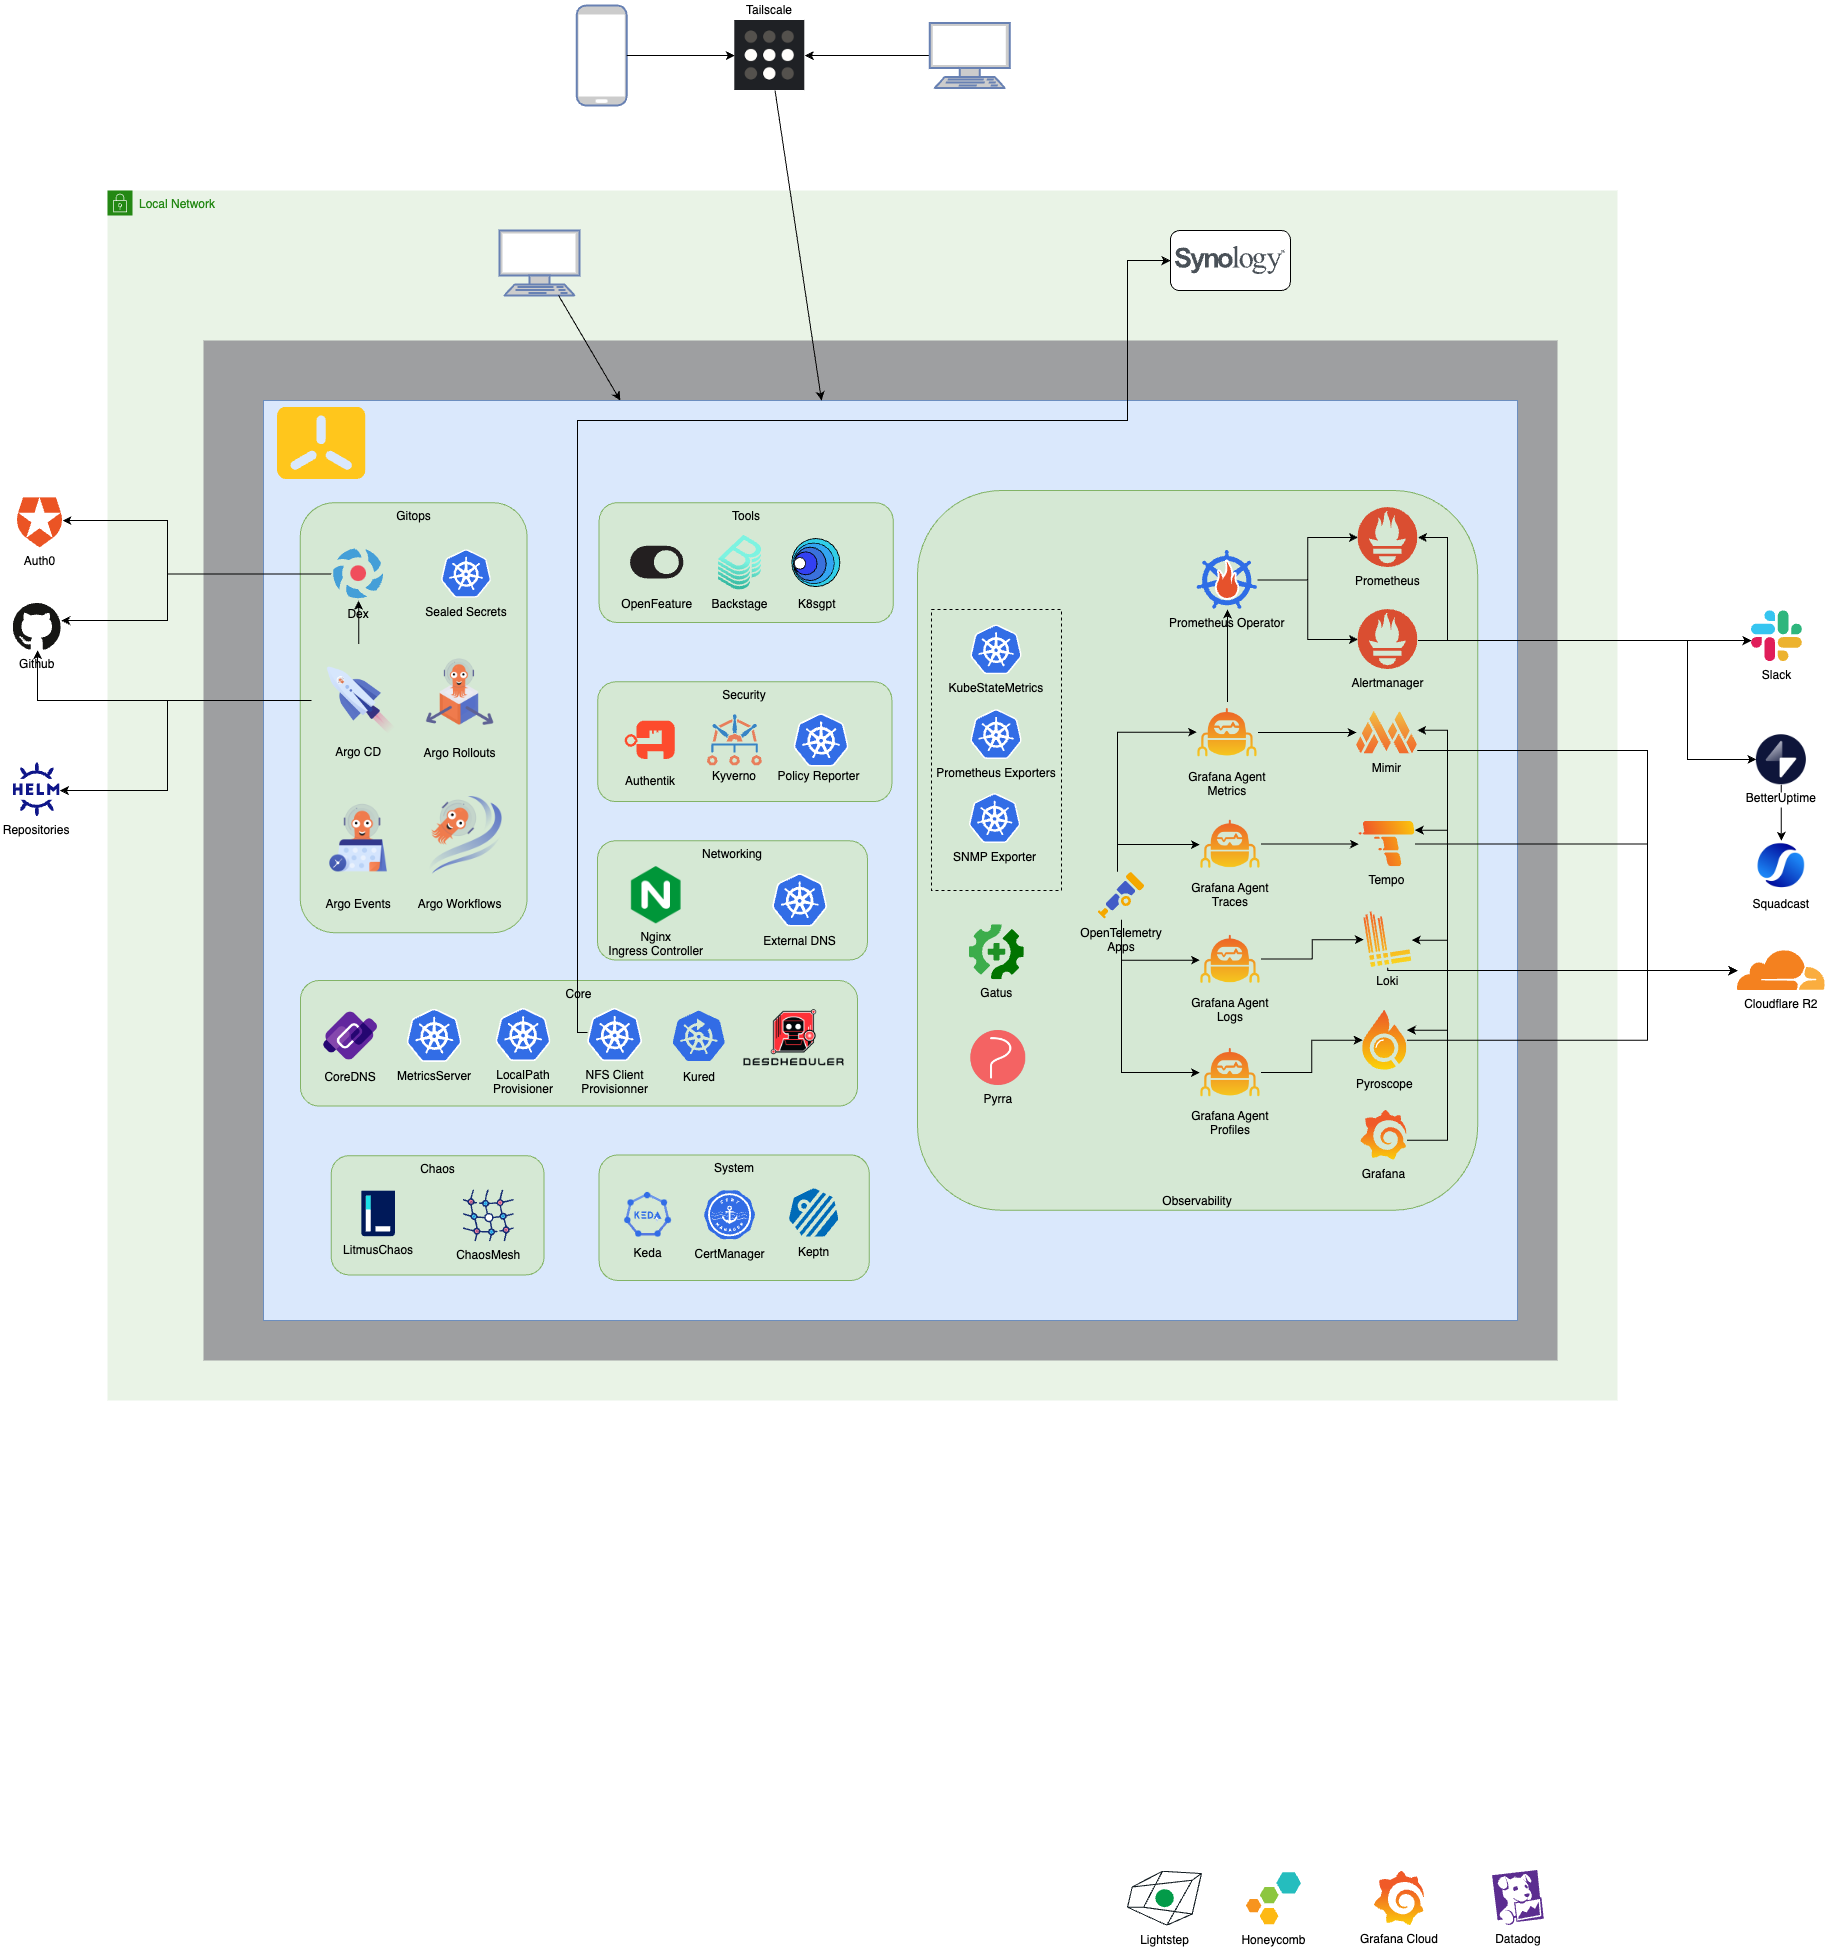 Tailscale
Local Network
Synology
Gitops
Dex
Sealed Secrets
Argo CD
Argo Rollouts
Argo Events
Argo Workflows
Tools
OpenFeature
Backstage
K8sgpt
Security
Authentik
Kyverno
Policy Reporter
Networking
Nginx
Ingress Controller
External DNS
Core
CoreDNS
MetricsServer
LocalPath
Provisioner
NFS Client
Provisionner
Kured
DESCHEDULER
Chaos
LitmusChaos
ChaosMesh
System
KEDA
Keda
CERT
MANAGER
CertManager
Keptn
KubeStateMetrics
Prometheus Exporters
SNMP Exporter
Gatus
Pyrra
OpenTelemetry
Apps
Prometheus Operator
Grafana Agent
Metrics
Grafana Agent
Traces
Grafana Agent
Logs
Grafana Agent
Profiles
Prometheus
Alertmanager
Mimir
Tempo
Loki
Pyroscope
Grafana
Observability
Auth0
Github
HELM
Repositories
Slack
BetterUptime
Squadcast
Cloudflare R2
Lightstep
Honeycomb
Grafana Cloud
Datadog